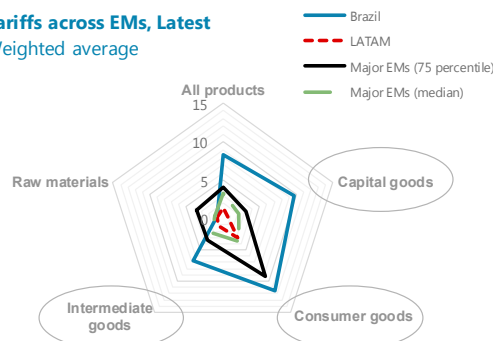 ariffs across EMs, Latest
Weighted average
Brazil
LATAM
Major EMs (75 percentile)
Major EMs (median)
All products
15
10
5
0
Raw materials
Capital goods
Intermediate
goods
Consumer goods